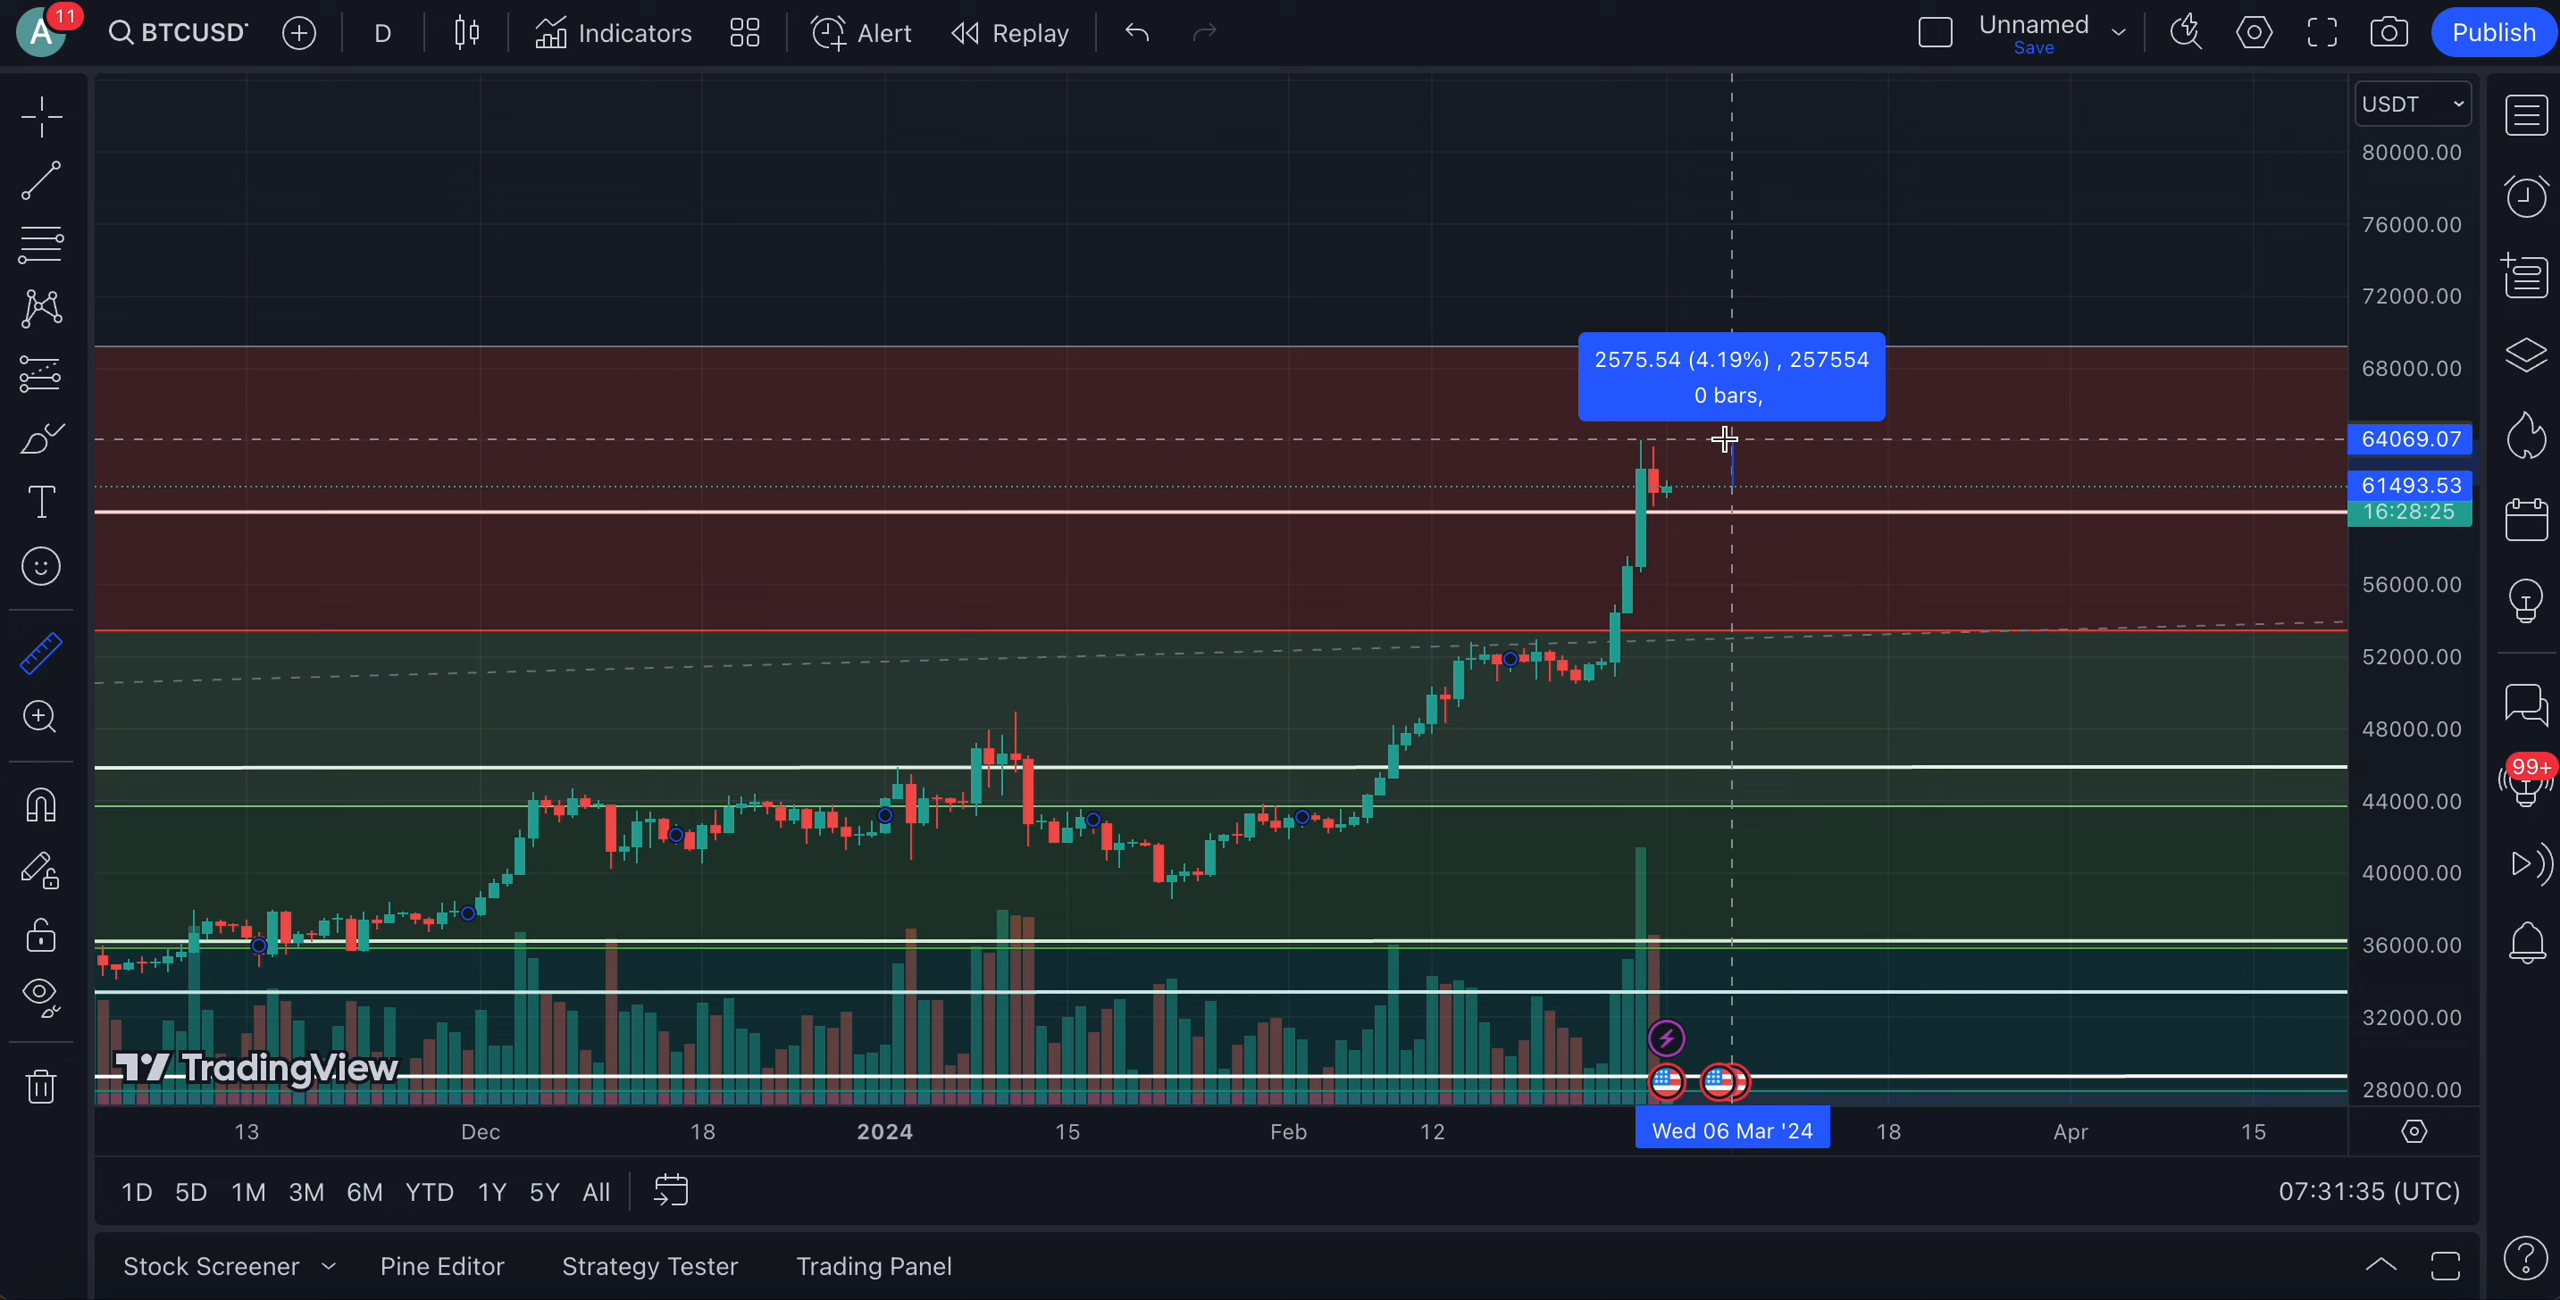 A 11 BTCUSDT D Indicators Alert Replay Unnamed Save Publish
USDT
80000.00
76000.00
72000.00
2575.54 (4.19%) , 257554
0 bars,
68000.00
64069.07
61493.53
16:28:25
56000.00
52000.00
48000.00
99+
44000.00
40000.00
36000.00
32000.00
TradingView
28000.00
13 Dec 18 2024 15 Feb 12 Wed 06 Mar '24 18 Apr 15
1D 5D 1M 3M 6M YTD 1Y 5Y All 07:31:35 (UTC)
Stock Screener Pine Editor Strategy Tester Trading Panel